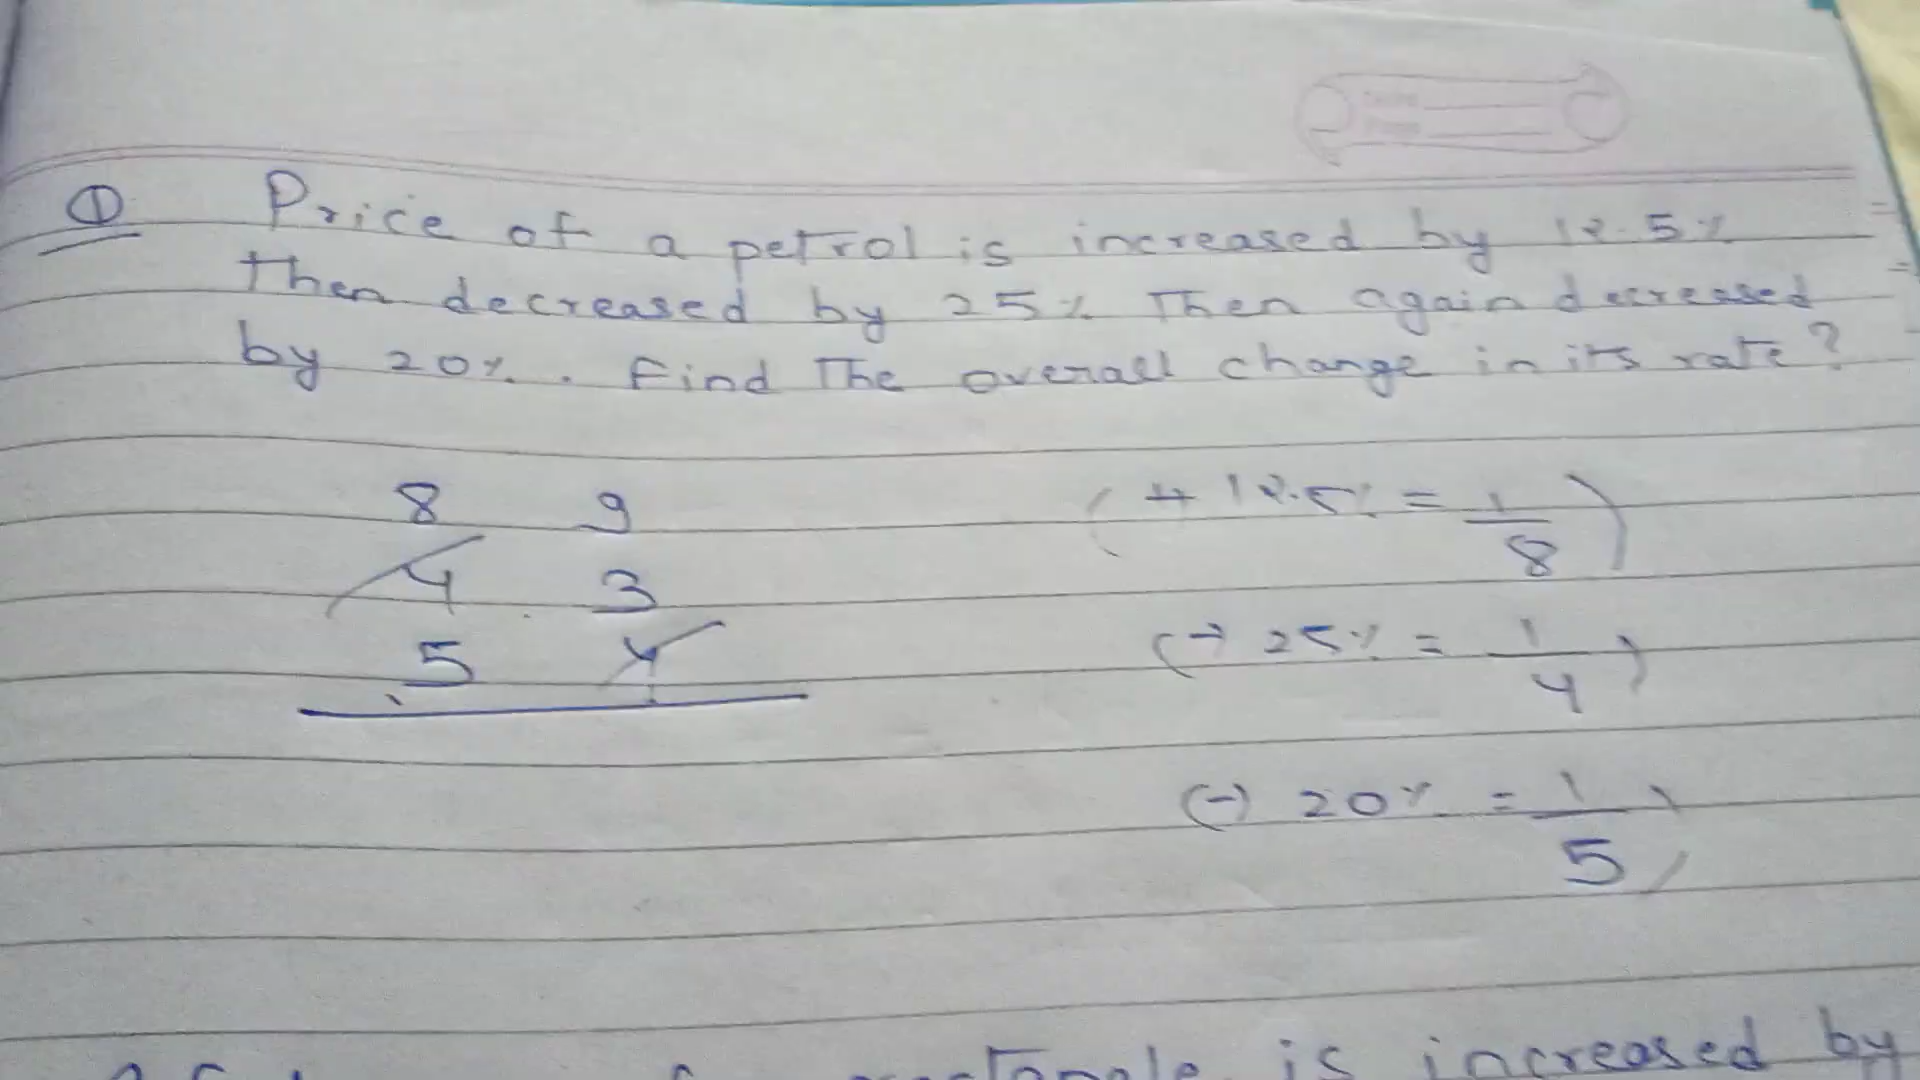 ① Price of a petrol is increased by 12.5%
Then decreased by 25% Then again decreased
by 20%. Find The overall change in its rate?
8 9 (+ 12.5% = 1/8)
4 3
5 4 (-) 25% = 1/4)
(-) 20% = 1/5)
is increased by